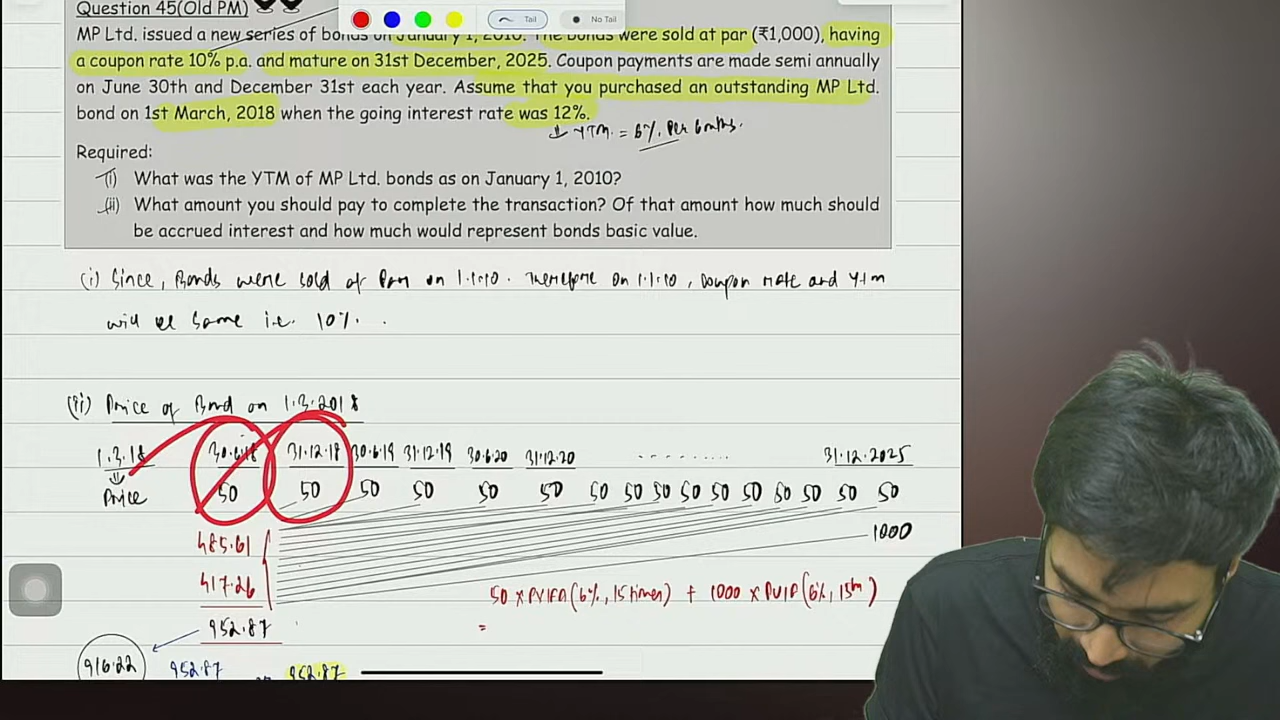 Question 45(Old PM)
Tail
No Tail
MP Ltd. issued a new series of bonds on January 1, 2010. The bonds were sold at par (₹1,000), having
a coupon rate 10% p.a. and mature on 31st December, 2025. Coupon payments are made semi annually
on June 30th and December 31st each year. Assume that you purchased an outstanding MP Ltd.
bond on 1st March, 2018 when the going interest rate was 12%.
YTM = 6% Per 6 mths.
Required:
(i) What was the YTM of MP Ltd. bonds as on January 1, 2010?
(ii) What amount you should pay to complete the transaction? Of that amount how much should
be accrued interest and how much would represent bonds basic value.
(i) Since, Bonds were sold at Par on 1.1.10. Therefore on 1.1.10, coupon rate and YTM
will be same i.e. 10%.
(ii) Price of Bond on 1.3.2018
1.3.18 30.6.18 31.12.18 30.6.19 31.12.19 30.6.20 31.12.20 ......... 31.12.2025
Price 50 50 50 50 50 50 50 50 50 50 50 50 50 50 50 50
1000
485.61
417.26
50 × PVIFA (6%, 15 times) + 1000 × PVIF (6%, 15th)
952.87
=
916.22 952.87 952.87